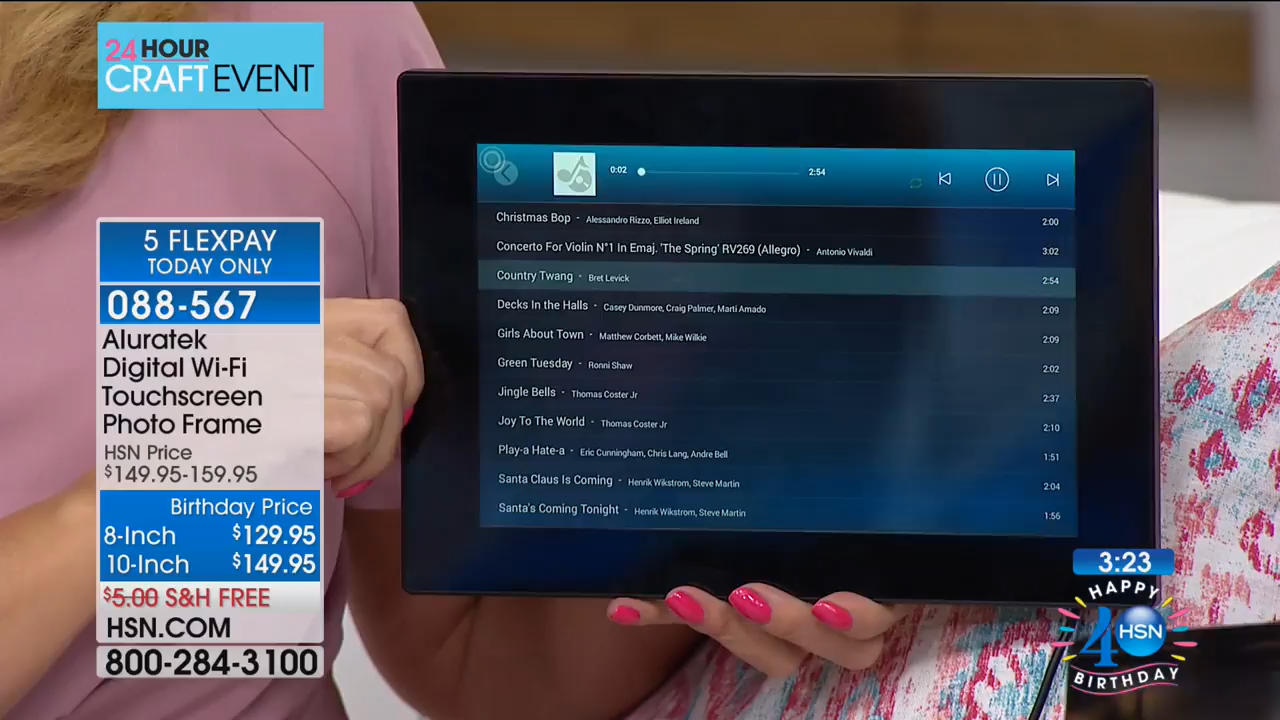 24 HOUR
CRAFT EVENT
5 FLEXPAY
TODAY ONLY
088-567
Aluratek
Digital Wi-Fi
Touchscreen
Photo Frame
HSN Price
$149.95-159.95
Birthday Price
8-Inch $129.95
10-Inch $149.95
$5.00 S&H FREE
HSN.COM
800-284-3100
0:02 2:54
Christmas Bop - Alessandro Rizzo, Elliot Ireland 2:00
Concerto For Violin N°1 In Emaj. 'The Spring' RV269 (Allegro) - Antonio Vivaldi 3:02
Country Twang - Bret Levick 2:54
Decks In the Halls - Casey Dunmore, Craig Palmer, Marti Amado 2:09
Girls About Town - Matthew Corbett, Mike Wilkie 2:09
Green Tuesday - Ronni Shaw 2:02
Jingle Bells - Thomas Coster Jr 2:37
Joy To The World - Thomas Coster Jr 2:10
Play-a Hate-a - Eric Cunningham, Chris Lang, Andre Bell 1:51
Santa Claus Is Coming - Henrik Wikstrom, Steve Martin 2:04
Santa's Coming Tonight - Henrik Wikstrom, Steve Martin 1:56
3:23
HAPPY
40 HSN
BIRTHDAY